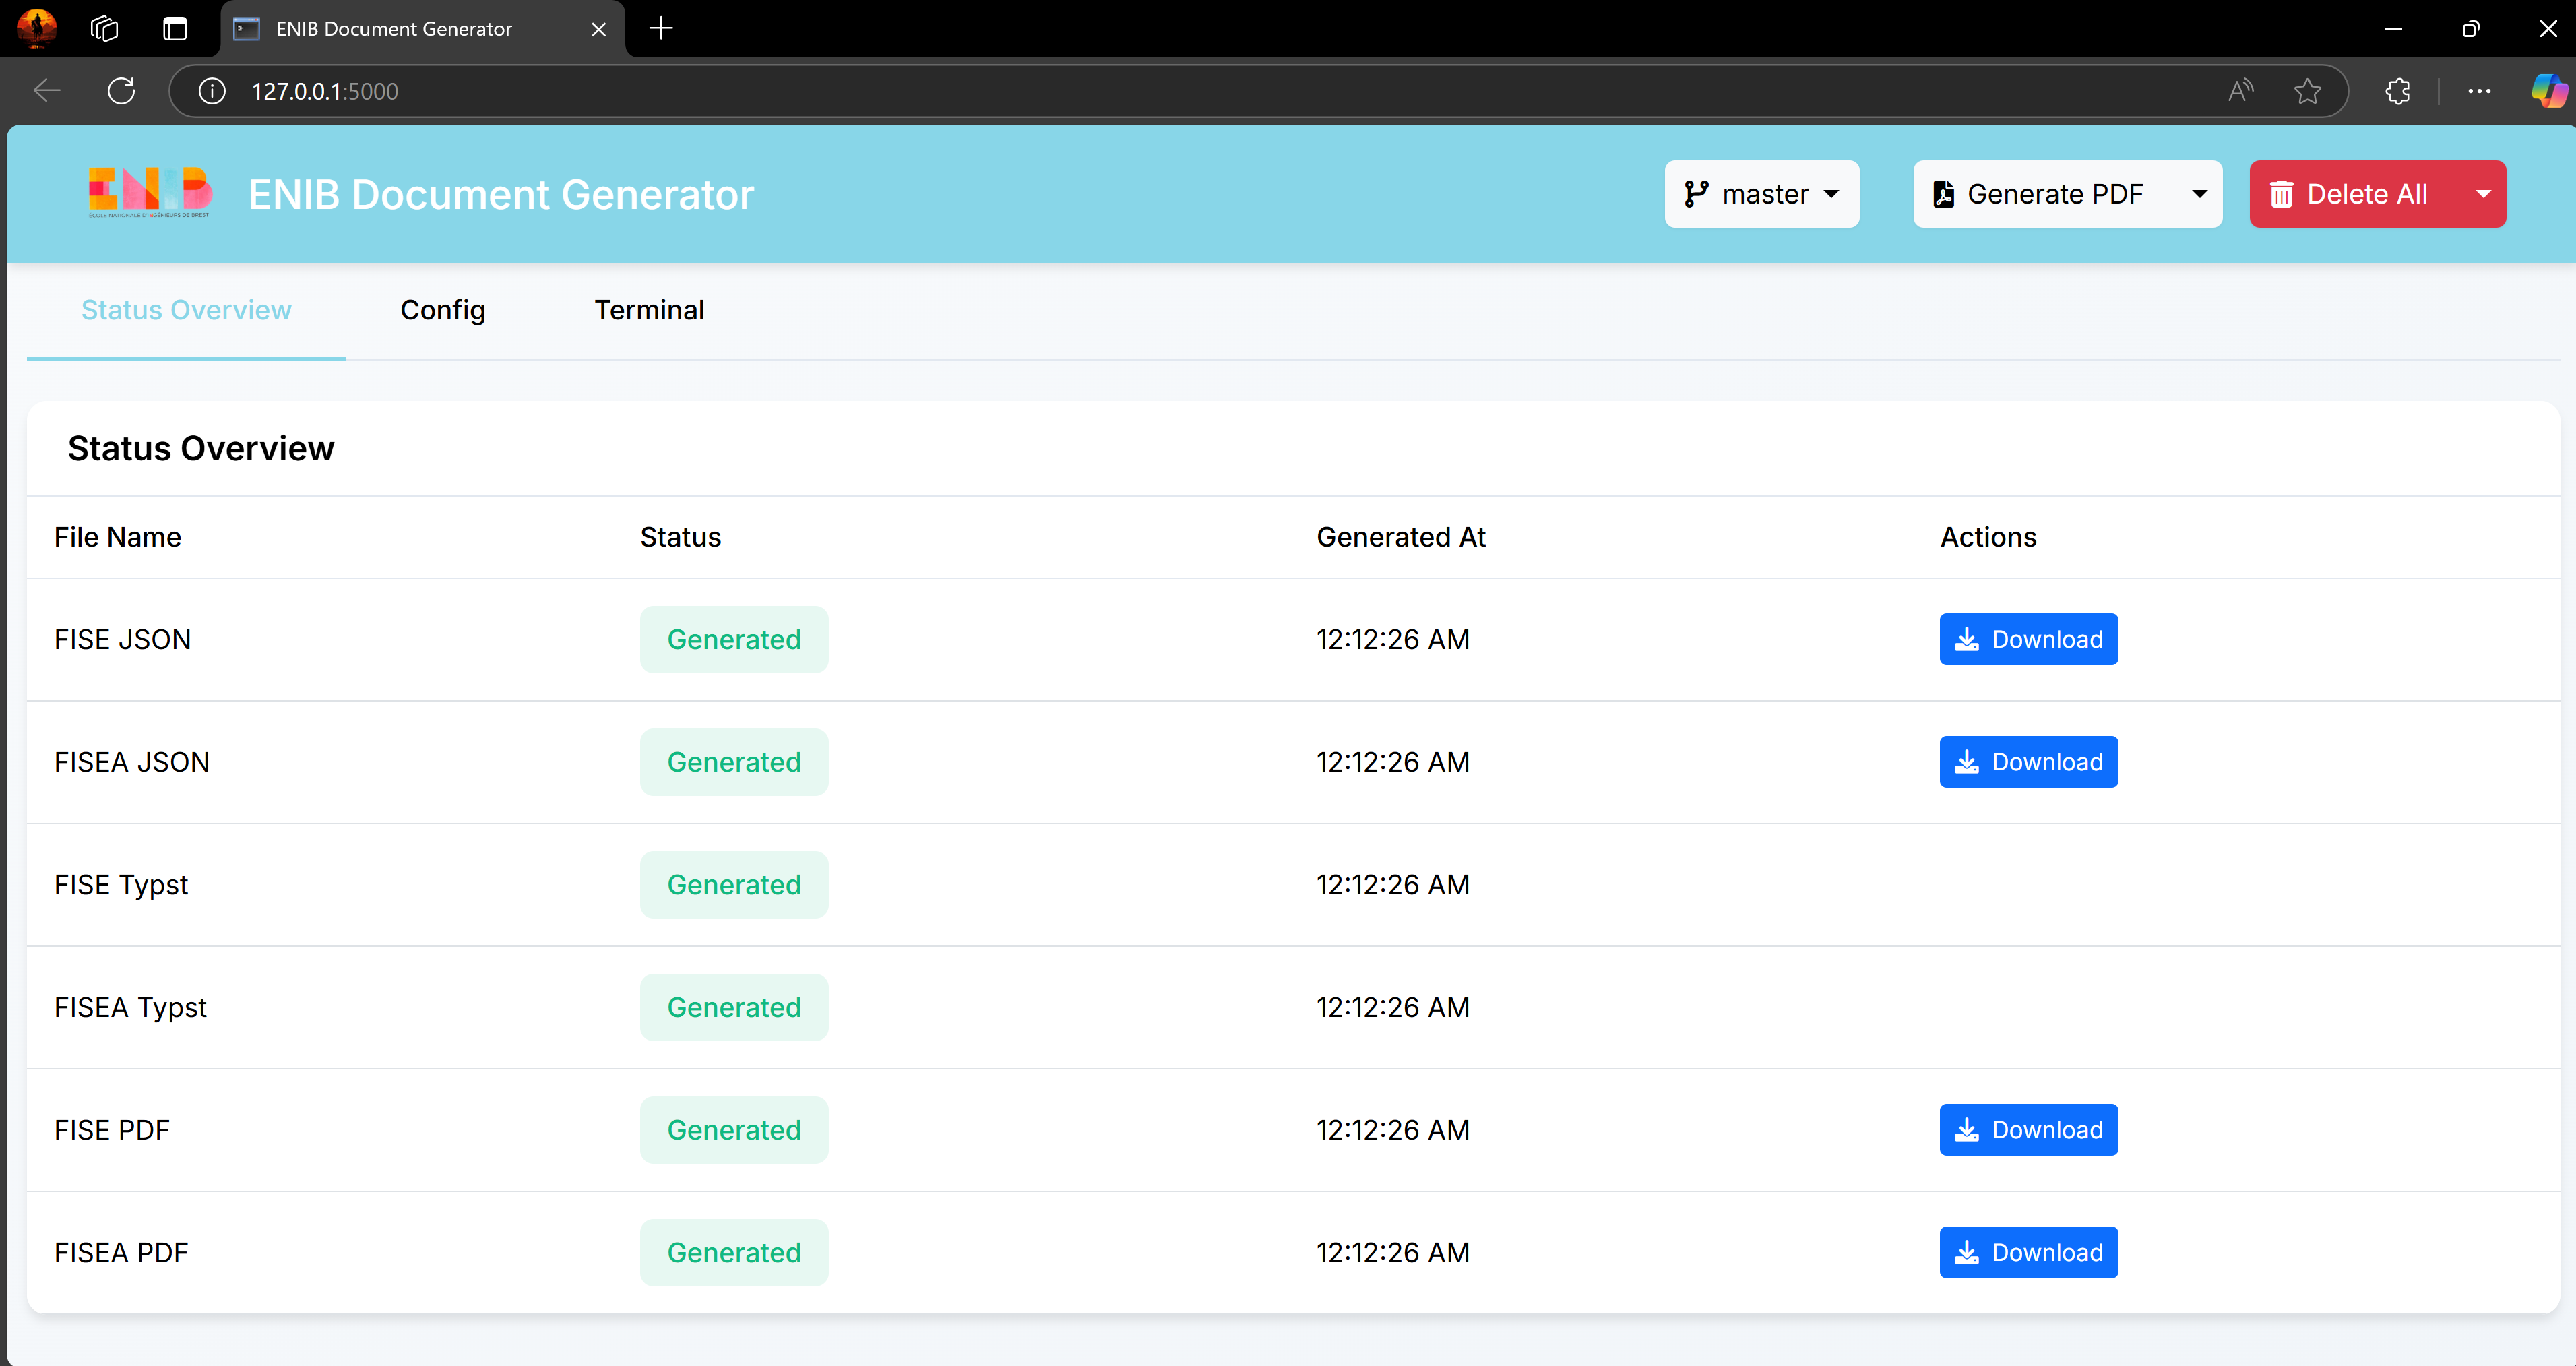 ENIB Document Generator
127.0.0.1:5000
ENIB
ECOLE NATIONALE D'INGÉNIEURS DE BREST
ENIB Document Generator
master
Generate PDF
Delete All
Status Overview
Config
Terminal
Status Overview
File Name Status Generated At Actions
FISE JSON Generated 12:12:26 AM Download
FISEA JSON Generated 12:12:26 AM Download
FISE Typst Generated 12:12:26 AM
FISEA Typst Generated 12:12:26 AM
FISE PDF Generated 12:12:26 AM Download
FISEA PDF Generated 12:12:26 AM Download